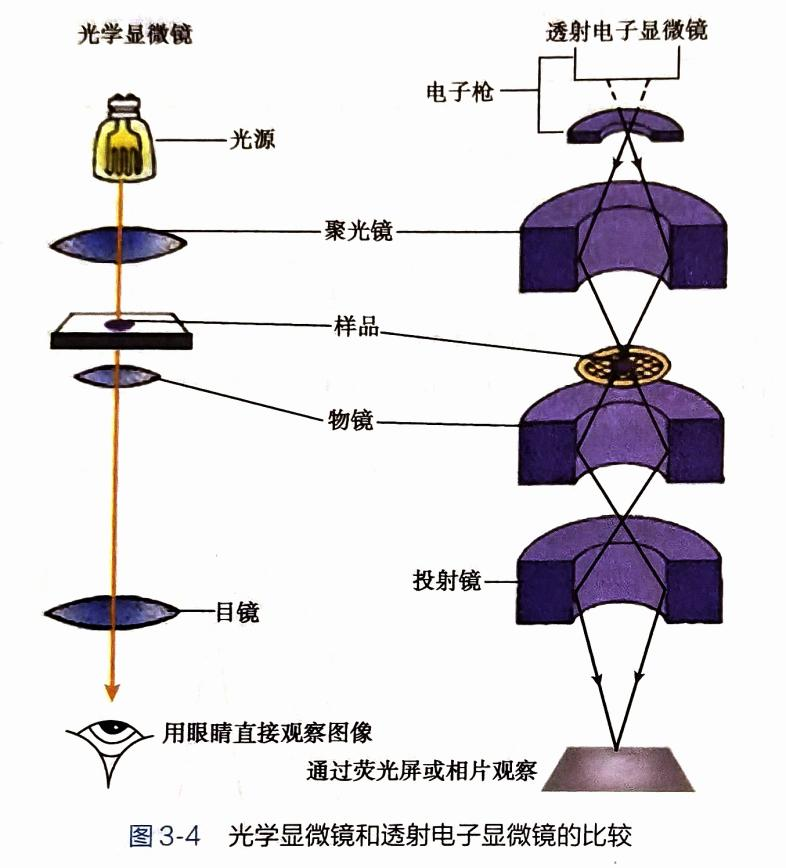 光学显微镜
透射电子显微镜
电子枪
光源
聚光镜
样品
物镜
投射镜
目镜
用眼睛直接观察图像
通过荧光屏或相片观察
图3-4 光学显微镜和透射电子显微镜的比较